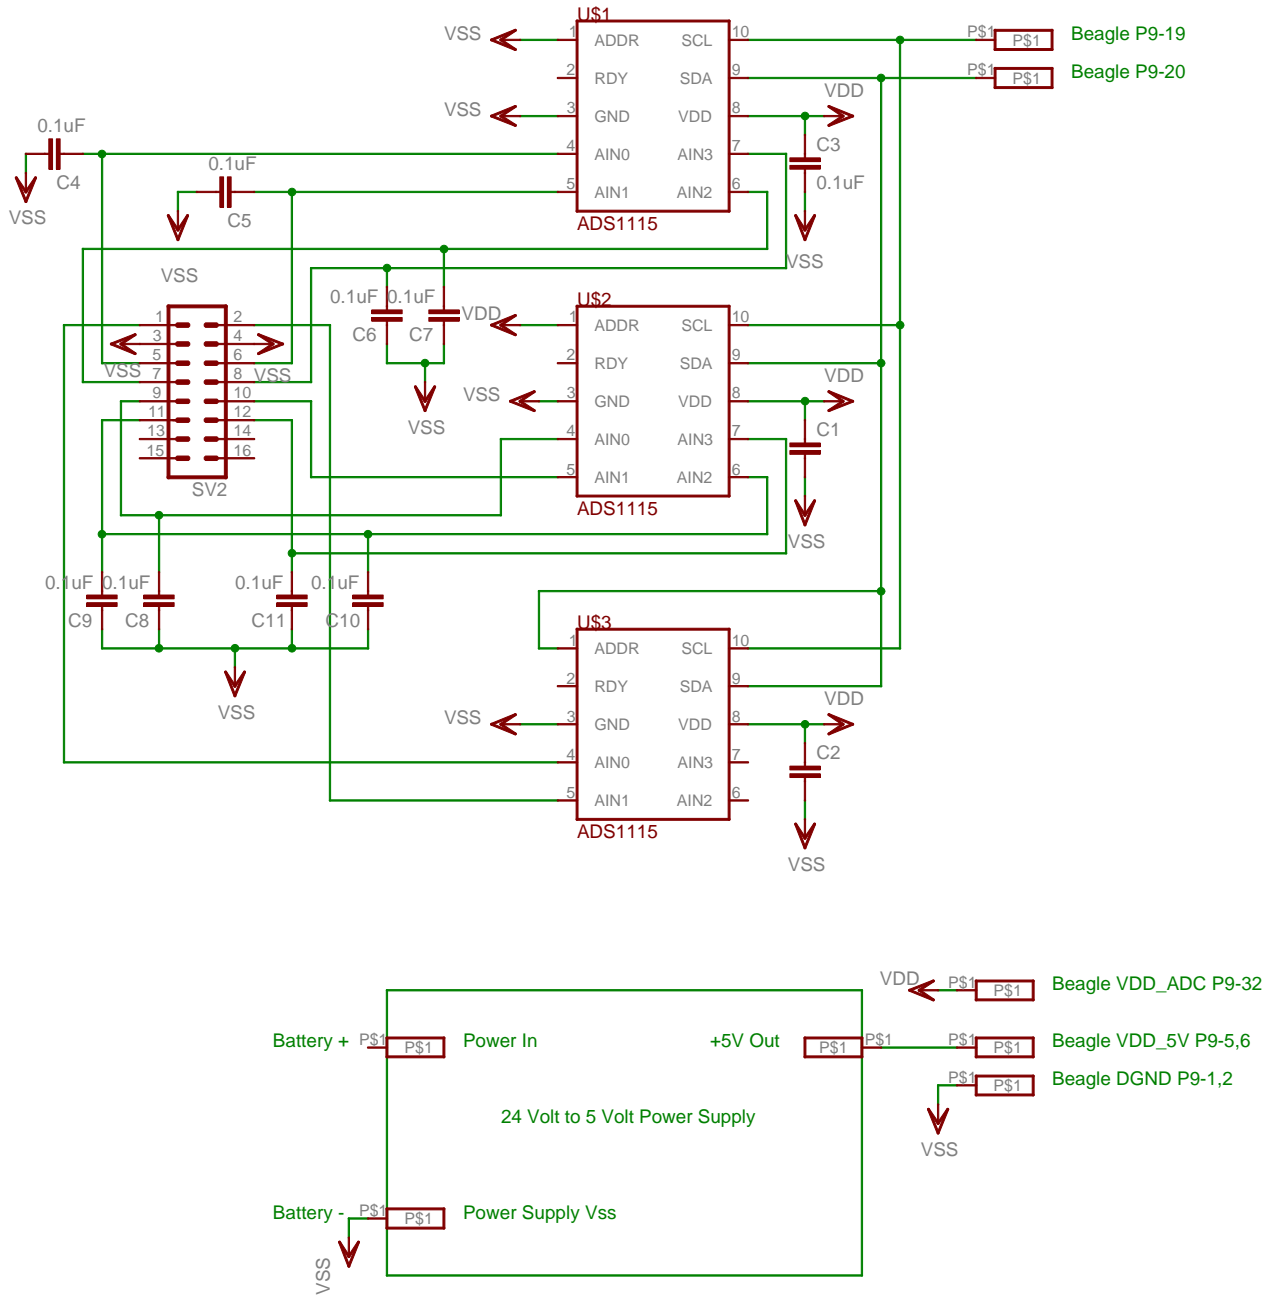 U$1
VSS
1
ADDR
SCL
10
P$1
P$1
Beagle P9-19
2
RDY
SDA
9
P$1
P$1
Beagle P9-20
VSS
3
GND
VDD
8
VDD
0.1uF
C4
VSS
4
AIN0
AIN3
7
C3
0.1uF
VSS
0.1uF
C5
VSS
5
AIN1
AIN2
6
ADS1115
0.1uF
0.1uF
C6
C7
VSS
U$2
VDD
1
ADDR
SCL
10
2
RDY
SDA
9
VSS
3
GND
VDD
8
VDD
4
AIN0
AIN3
7
C1
VSS
5
AIN1
AIN2
6
ADS1115
1
2
3
4
VSS
5
6
VSS
7
8
9
10
11
12
13
14
15
16
SV2
0.1uF
0.1uF
0.1uF
0.1uF
C9
C8
C11
C10
VSS
U$3
1
ADDR
SCL
10
2
RDY
SDA
9
VSS
3
GND
VDD
8
VDD
4
AIN0
AIN3
7
C2
VSS
5
AIN1
AIN2
6
ADS1115
VDD
P$1
P$1
Beagle VDD_ADC P9-32
Battery +
P$1
P$1
Power In
+5V Out
P$1
P$1
P$1
P$1
Beagle VDD_5V P9-5,6
P$1
P$1
Beagle DGND P9-1,2
VSS
24 Volt to 5 Volt Power Supply
Battery -
P$1
P$1
Power Supply Vss
VSS